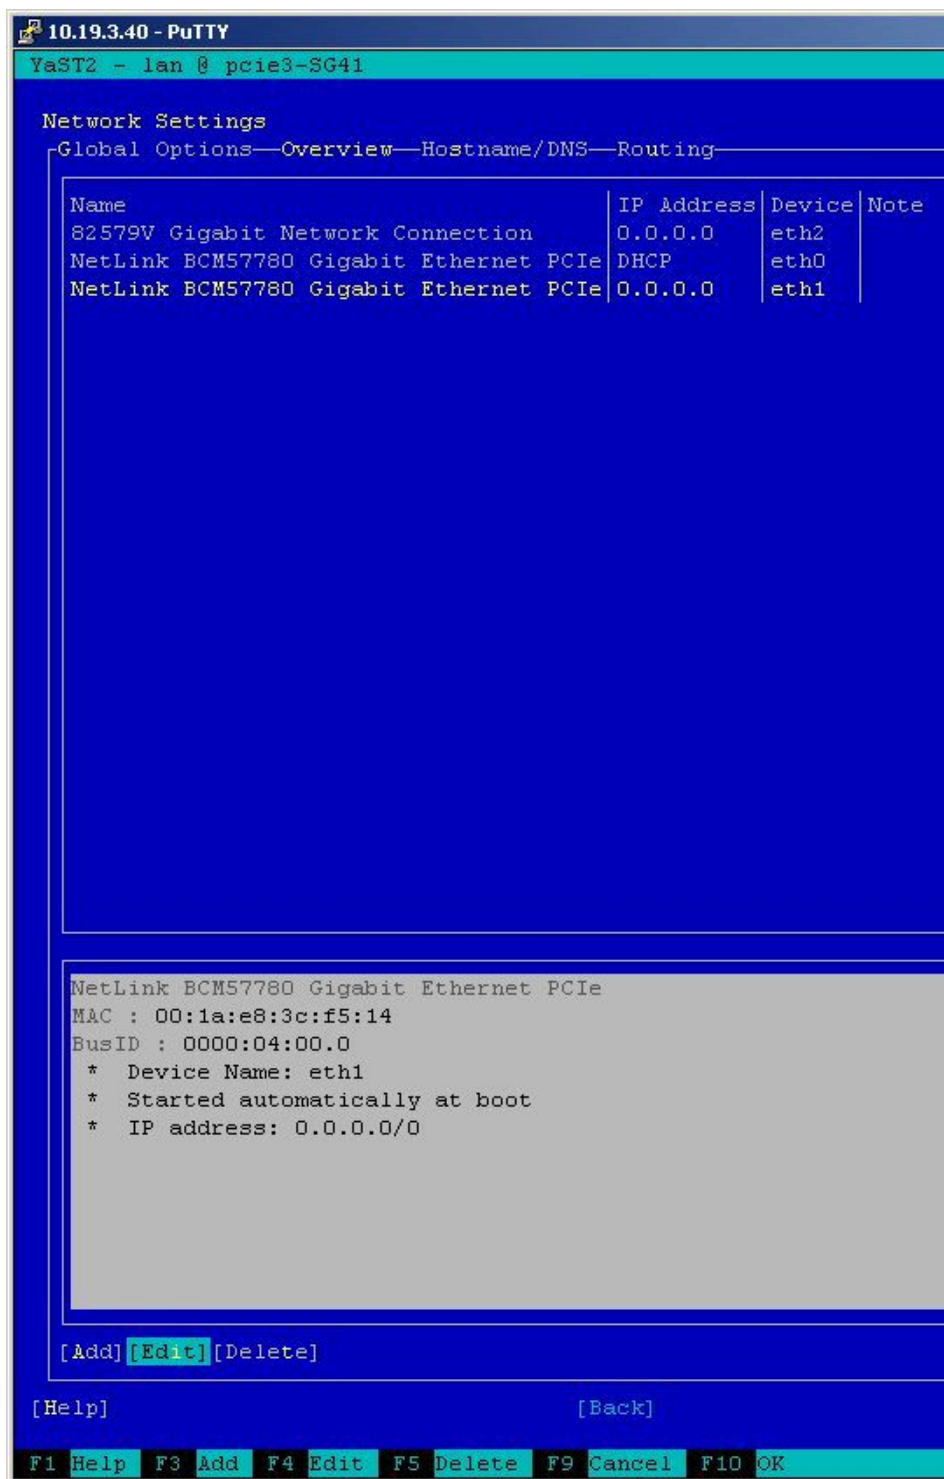 10.19.3.40 - PuTTY
YaST2 - lan @ pcie3-SG41
Network Settings
Global Options—Overview—Hostname/DNS—Routing
Name IP Address Device Note
82579V Gigabit Network Connection 0.0.0.0 eth2
NetLink BCM57780 Gigabit Ethernet PCIe DHCP eth0
NetLink BCM57780 Gigabit Ethernet PCIe 0.0.0.0 eth1
NetLink BCM57780 Gigabit Ethernet PCIe
MAC : 00:1a:e8:3c:f5:14
BusID : 0000:04:00.0
* Device Name: eth1
* Started automatically at boot
* IP address: 0.0.0.0/0
[Add][Edit][Delete]
[Help] [Back]
F1 Help F3 Add F4 Edit F5 Delete F9 Cancel F10 OK